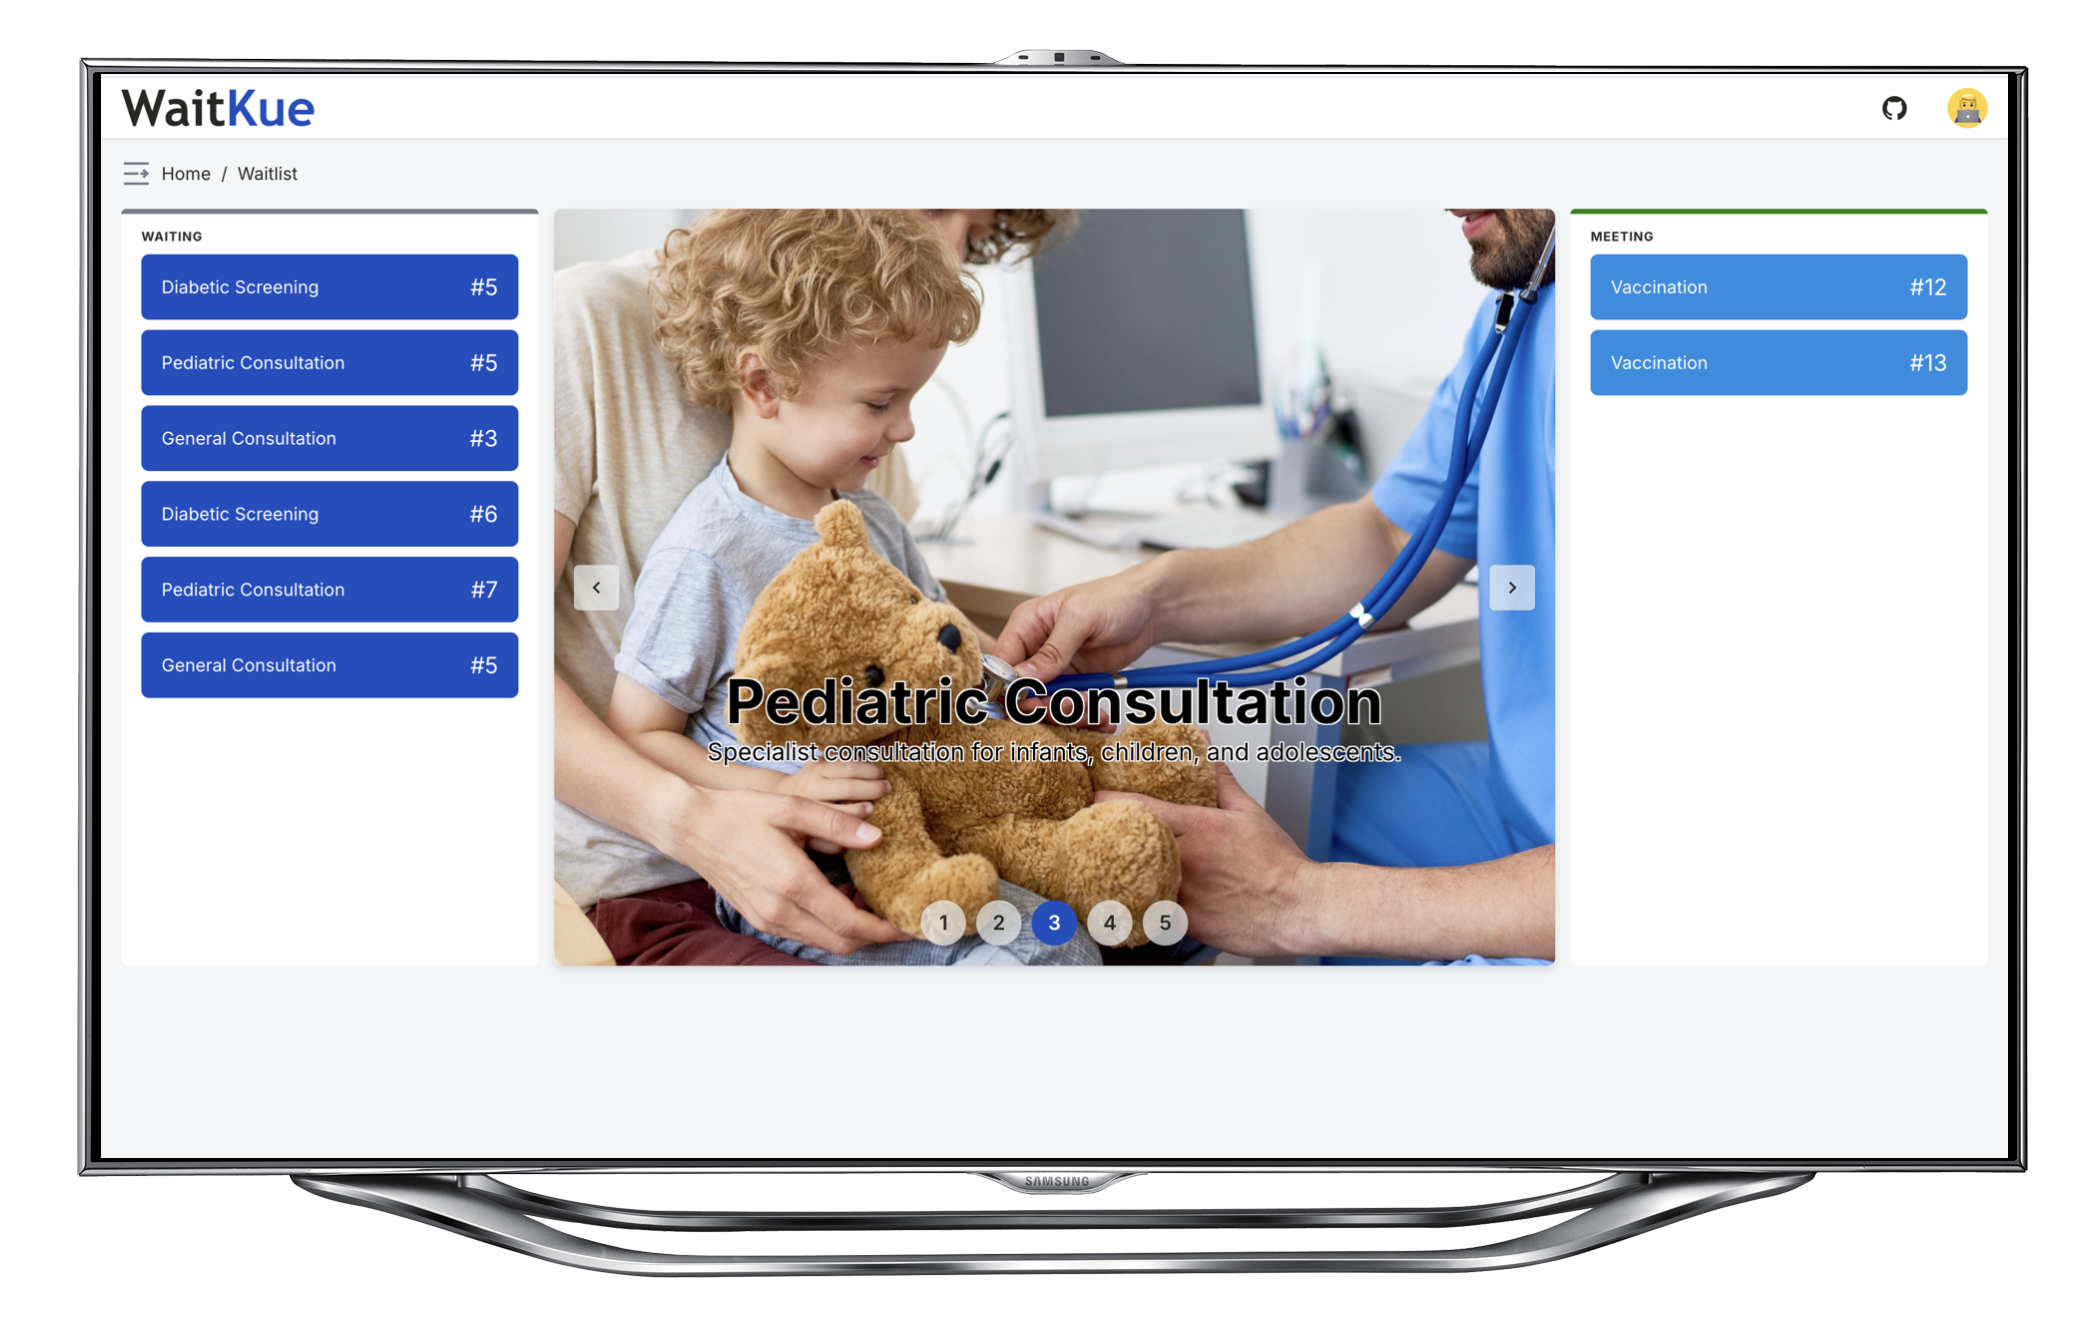 WaitKue
Home / Waitlist
WAITING
Diabetic Screening #5
Pediatric Consultation #5
General Consultation #3
Diabetic Screening #6
Pediatric Consultation #7
General Consultation #5
Pediatric Consultation
Specialist consultation for infants, children, and adolescents.
1 2 3 4 5
MEETING
Vaccination #12
Vaccination #13
SAMSUNG